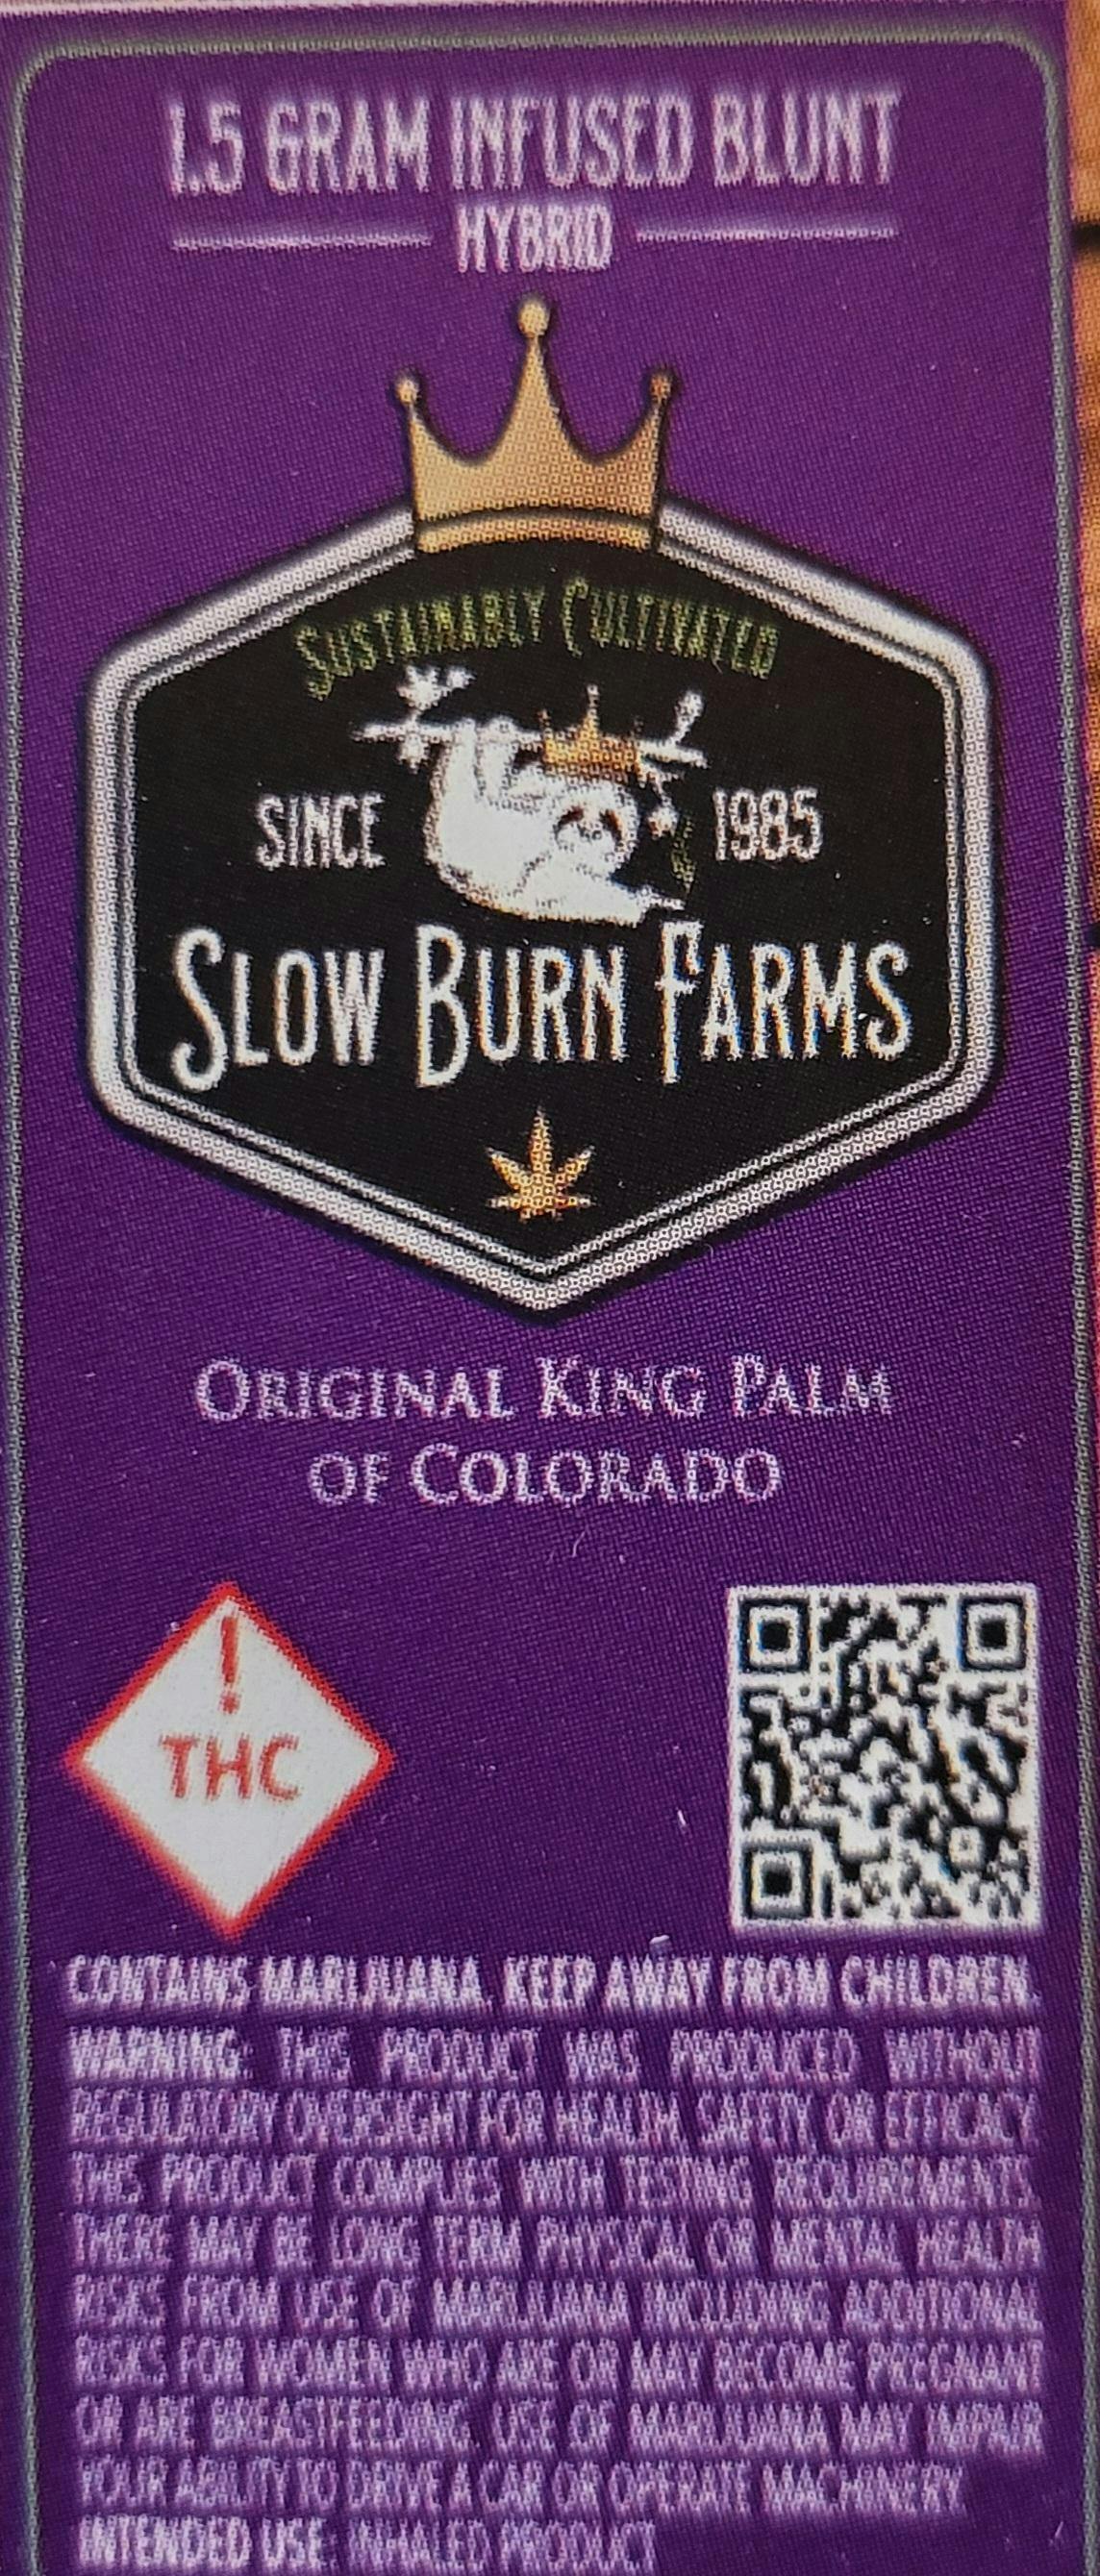 1.5 GRAM INFUSED BLUNT
HYBRID
SUSTAINABLY CULTIVATED
SINCE 1985
SLOW BURN FARMS
ORIGINAL KING PALM
OF COLORADO
!
THC
CONTAINS MARIJUANA. KEEP AWAY FROM CHILDREN.
WARNING: THIS PRODUCT WAS PRODUCED WITHOUT
REGULATORY OVERSIGHT FOR HEALTH, SAFETY, OR EFFICACY.
THIS PRODUCT COMPLIES WITH TESTING REQUIREMENTS.
THERE MAY BE LONG TERM PHYSICAL OR MENTAL HEALTH
RISKS FROM USE OF MARIJUANA INCLUDING ADDITIONAL
RISKS FOR WOMEN WHO ARE OR MAY BECOME PREGNANT
OR ARE BREASTFEEDING. USE OF MARIJUANA MAY IMPAIR
YOUR ABILITY TO DRIVE A CAR OR OPERATE MACHINERY.
INTENDED USE: INHALED PRODUCT